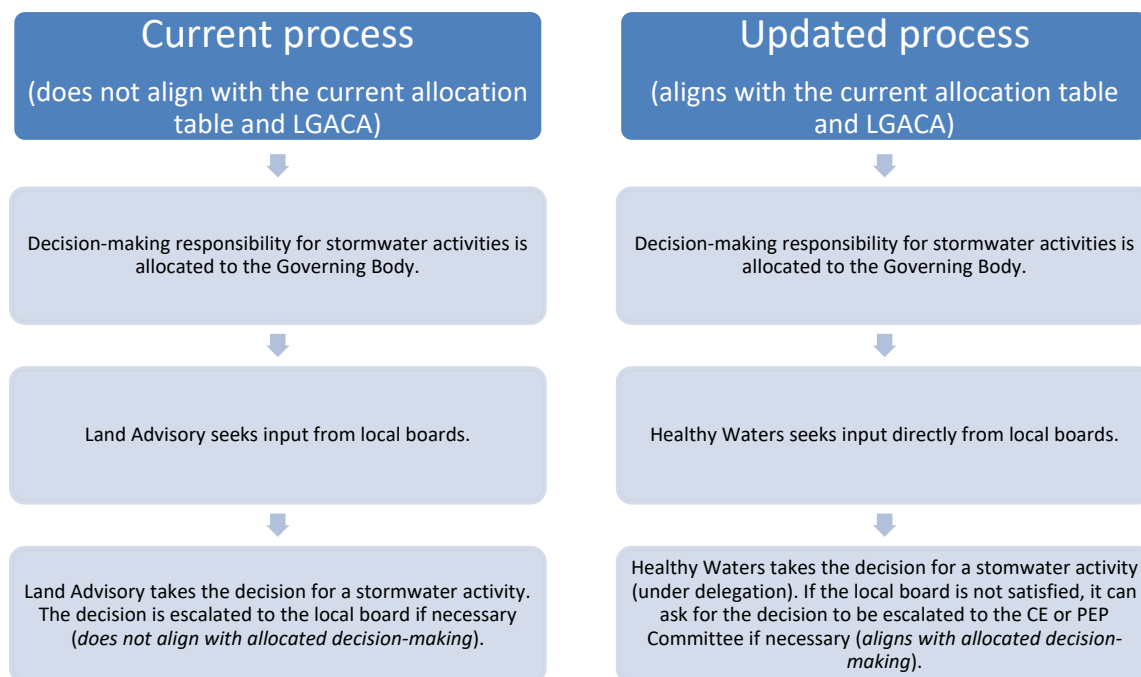 Current process
(does not align with the current allocation
table and LGACA)
Decision-making responsibility for stormwater activities is
allocated to the Governing Body.
Land Advisory seeks input from local boards.
Land Advisory takes the decision for a stormwater activity.
The decision is escalated to the local board if necessary
(does not align with allocated decision-making).
Updated process
(aligns with the current allocation table
and LGACA)
Decision-making responsibility for stormwater activities is
allocated to the Governing Body.
Healthy Waters seeks input directly from local boards.
Healthy Waters takes the decision for a stomwater activity
(under delegation). If the local board is not satisfied, it can
ask for the decision to be escalated to the CE or PEP
Committee if necessary (aligns with allocated decision-
making).